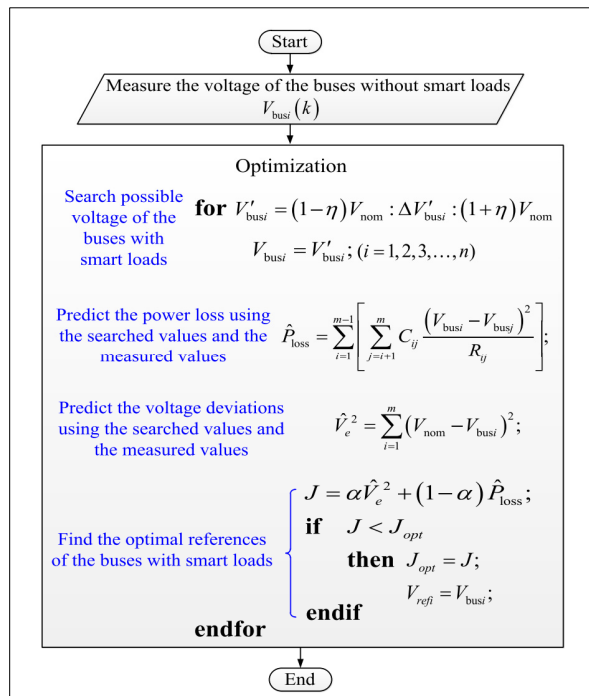 Start
Measure the voltage of the buses without smart loads
V_busi (k)
Optimization
Search possible
voltage of the
buses with
smart loads
for V′_busi = (1−η)V_nom : ΔV′_busi : (1+η)V_nom
V_busi = V′_busi; (i = 1, 2, 3, …, n)
Predict the power loss using
the searched values and the
measured values
P̂_loss = ∑_{i=1}^{m−1} [ ∑_{j=i+1}^{m} C_ij (V_busi − V_busj)² / R_ij ];
Predict the voltage deviations
using the searched values and
the measured values
V̂_e² = ∑_{i=1}^{m} (V_nom − V_busi)²;
Find the optimal references
of the buses with smart loads
J = αV̂_e² + (1−α) P̂_loss;
if J < J_opt
then J_opt = J;
V_refi = V_busi;
endif
endfor
End